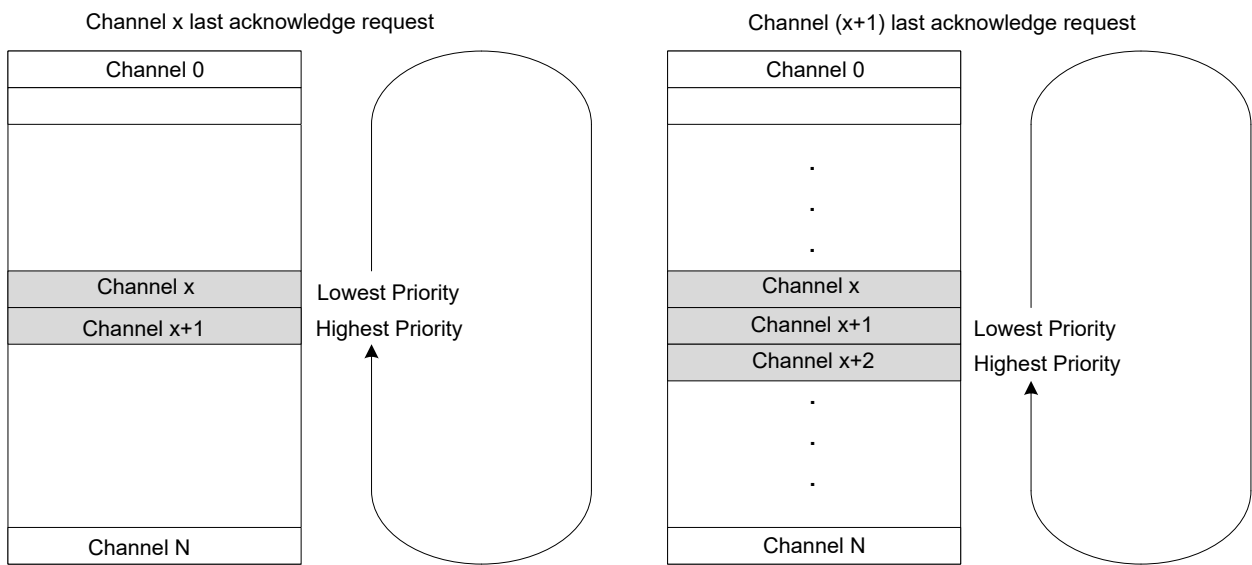 Channel x last acknowledge request
Channel 0
Channel x
Lowest Priority
Channel x+1
Highest Priority
Channel N
Channel (x+1) last acknowledge request
Channel 0
.
.
.
Channel x
Channel x+1
Lowest Priority
Channel x+2
Highest Priority
.
.
.
Channel N